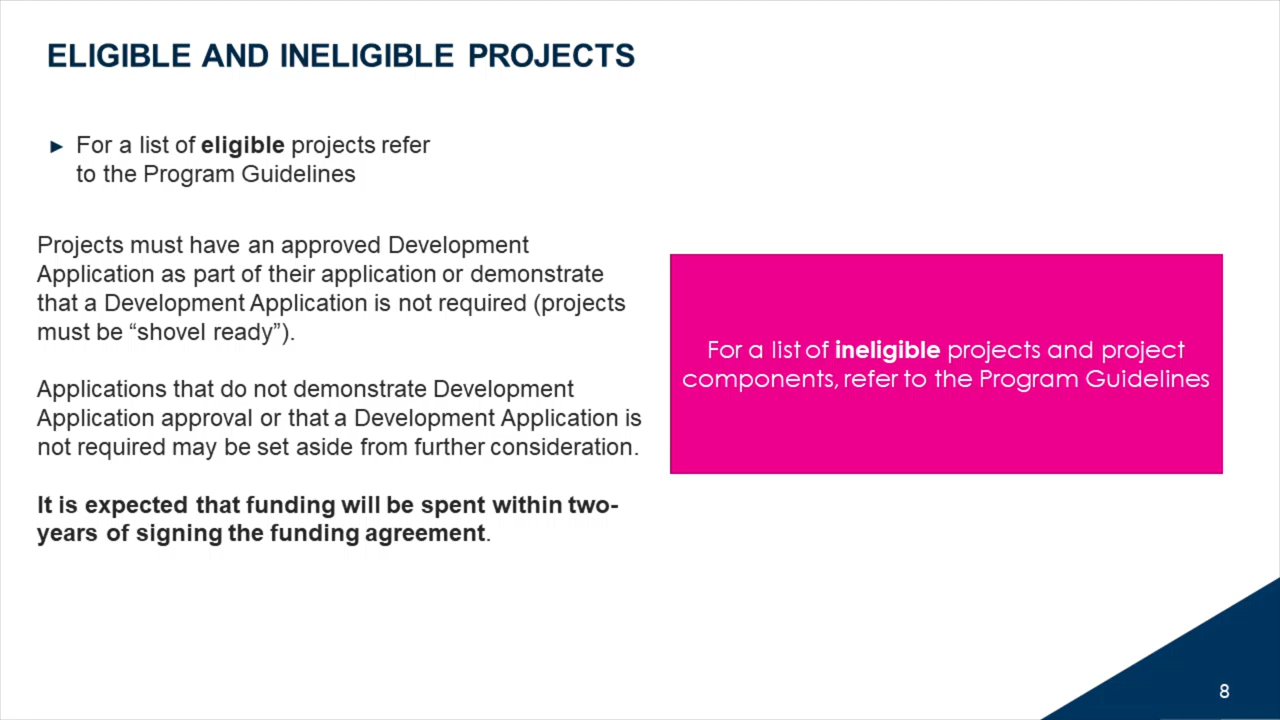 ELIGIBLE AND INELIGIBLE PROJECTS
► For a list of eligible projects refer
to the Program Guidelines
Projects must have an approved Development
Application as part of their application or demonstrate
that a Development Application is not required (projects
must be “shovel ready”).
Applications that do not demonstrate Development
Application approval or that a Development Application is
not required may be set aside from further consideration.
It is expected that funding will be spent within two-
years of signing the funding agreement.
For a list of ineligible projects and project
components, refer to the Program Guidelines
8